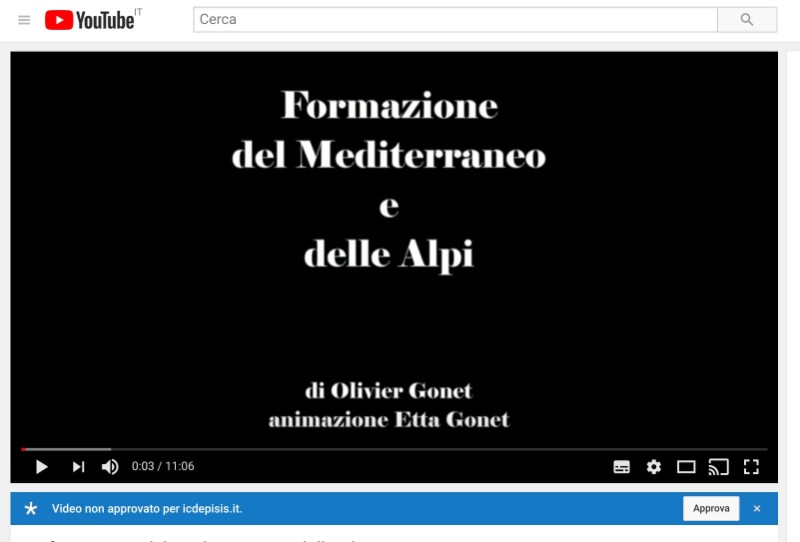 YouTube IT
Cerca
Formazione
del Mediterraneo
e
delle Alpi
di Olivier Gonet
animazione Etta Gonet
0:03 / 11:06
Video non approvato per icdepisis.it.
Approva